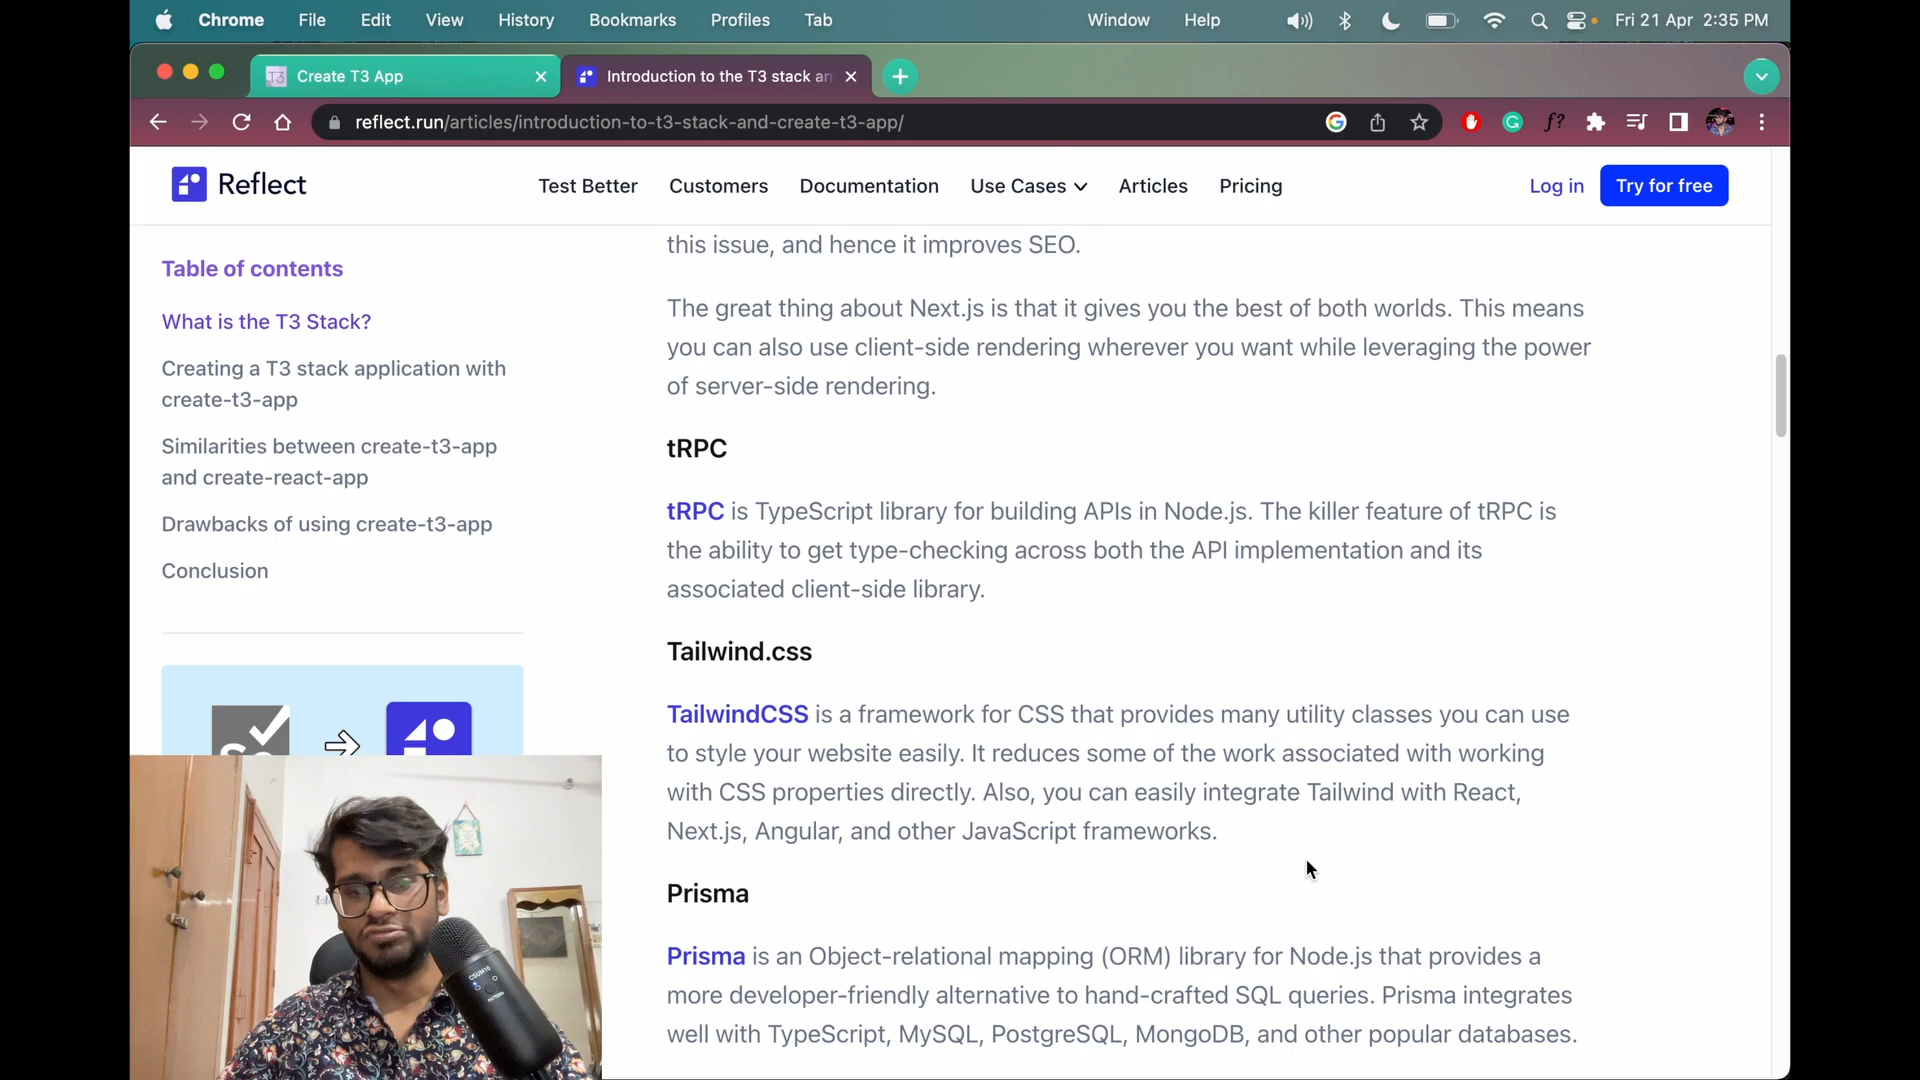 Chrome File Edit View History Bookmarks Profiles Tab Window Help Fri 21 Apr 2:35 PM
T3 Create T3 App
Introduction to the T3 stack an
reflect.run/articles/introduction-to-t3-stack-and-create-t3-app/
Reflect
Test Better Customers Documentation Use Cases Articles Pricing
Log in Try for free
Table of contents
What is the T3 Stack?
Creating a T3 stack application with
create-t3-app
Similarities between create-t3-app
and create-react-app
Drawbacks of using create-t3-app
Conclusion
this issue, and hence it improves SEO.
The great thing about Next.js is that it gives you the best of both worlds. This means
you can also use client-side rendering wherever you want while leveraging the power
of server-side rendering.
tRPC
tRPC is TypeScript library for building APIs in Node.js. The killer feature of tRPC is
the ability to get type-checking across both the API implementation and its
associated client-side library.
Tailwind.css
TailwindCSS is a framework for CSS that provides many utility classes you can use
to style your website easily. It reduces some of the work associated with working
with CSS properties directly. Also, you can easily integrate Tailwind with React,
Next.js, Angular, and other JavaScript frameworks.
Prisma
Prisma is an Object-relational mapping (ORM) library for Node.js that provides a
more developer-friendly alternative to hand-crafted SQL queries. Prisma integrates
well with TypeScript, MySQL, PostgreSQL, MongoDB, and other popular databases.